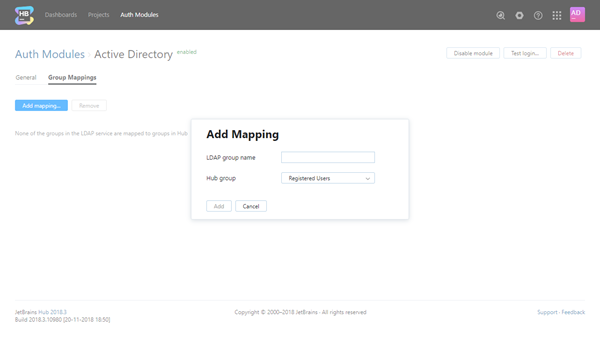 HB
Dashboards
Projects
Auth Modules
AD
Auth Modules
Active Directory
enabled
Disable module
Test login...
Delete
General
Group Mappings
Add mapping...
Remove
None of the groups in the LDAP service are mapped to groups in Hub
Add Mapping
LDAP group name
Hub group
Registered Users
Add
Cancel
JetBrains Hub 2018.3
Copyright © 2000–2018 JetBrains · All rights reserved
Support · Feedback
Build 2018.3.10980 [20-11-2018 16:50]